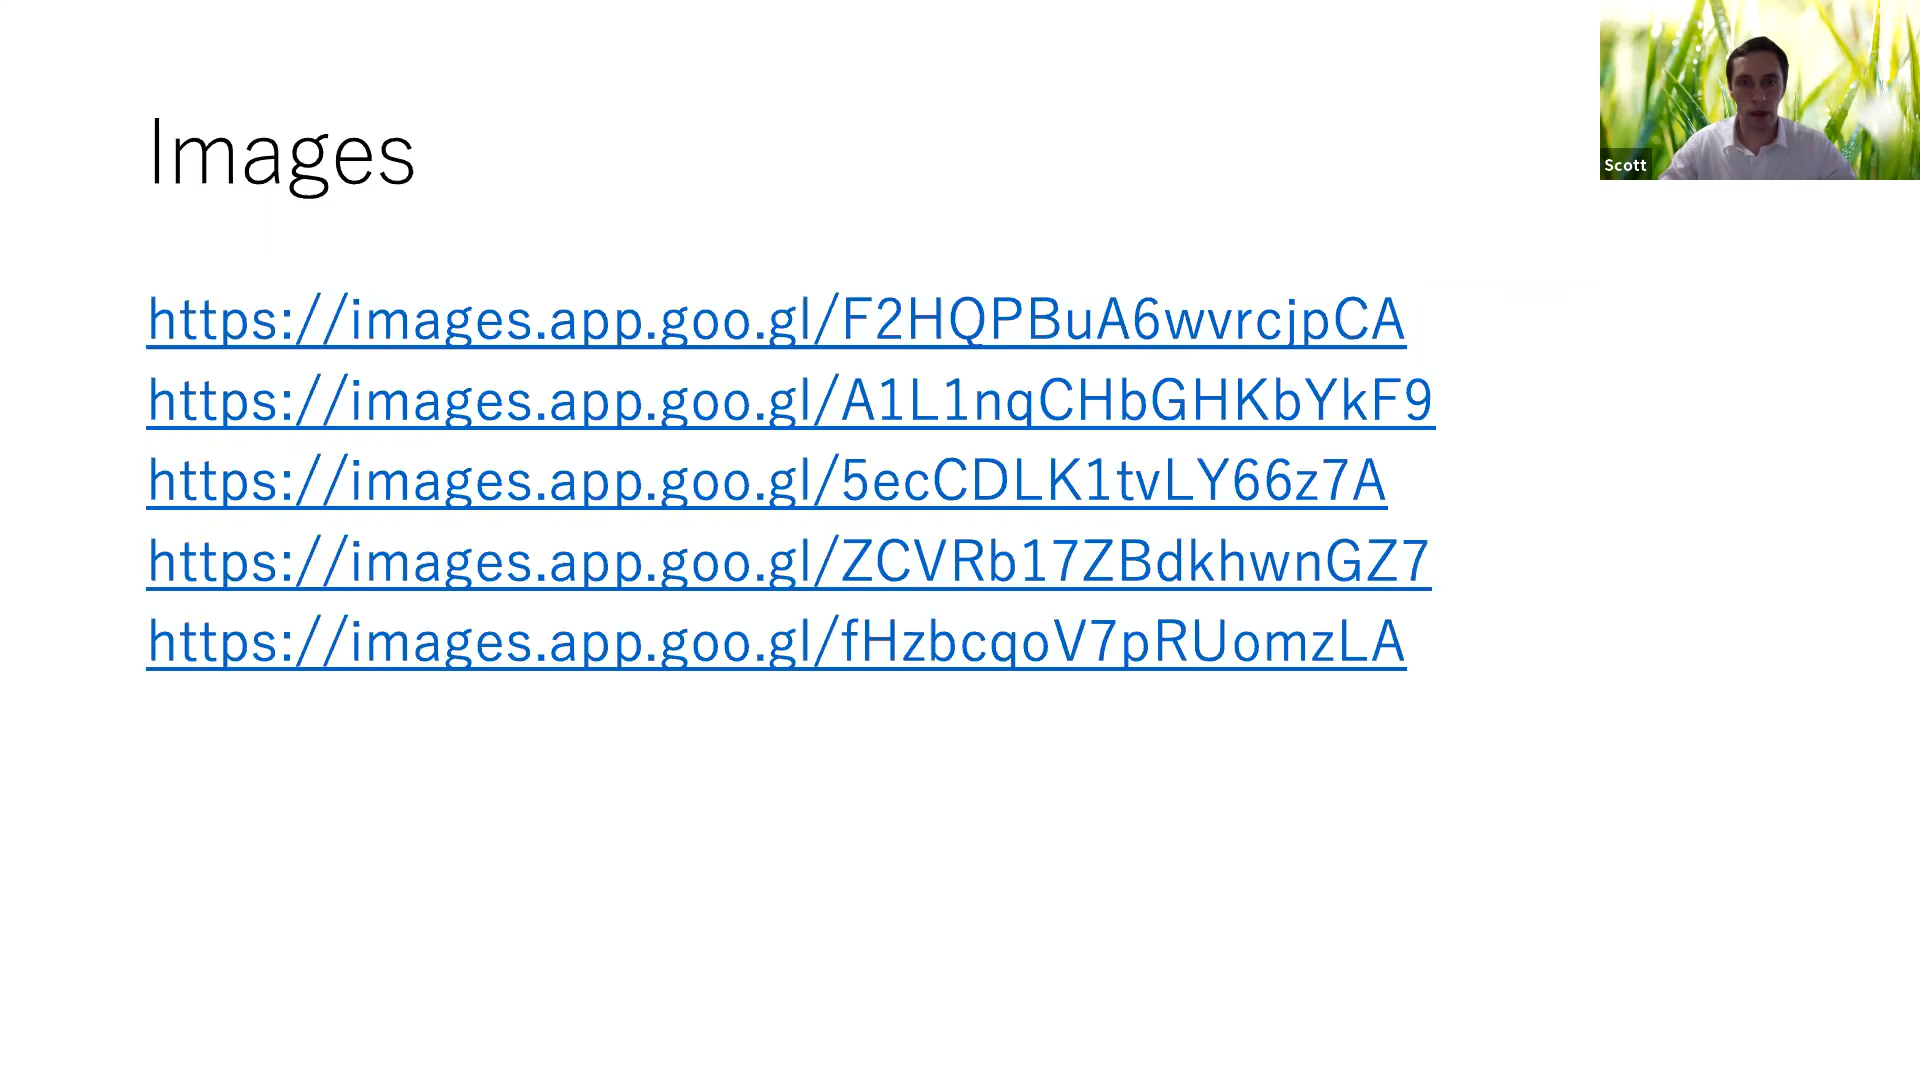 Images
https://images.app.goo.gl/F2HQPBuA6wvrcjpCA
https://images.app.goo.gl/A1L1nqCHbGHKbYkF9
https://images.app.goo.gl/5ecCDLK1tvLY66z7A
https://images.app.goo.gl/ZCVRb17ZBdkhwnGZ7
https://images.app.goo.gl/fHzbcqoV7pRUomzLA
Scott